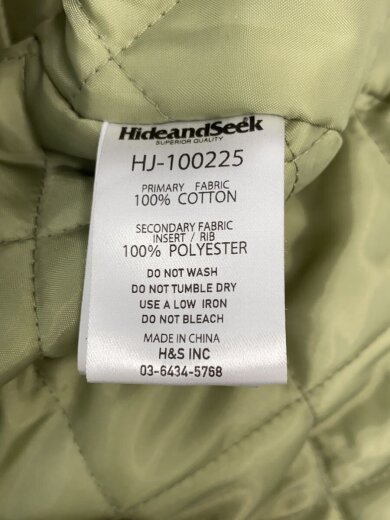 HideandSeek
SUPERIOR QUALITY
HJ-100225
PRIMARY FABRIC
100% COTTON
SECONDARY FABRIC
INSERT / RIB
100% POLYESTER
DO NOT WASH
DO NOT TUMBLE DRY
USE A LOW IRON
DO NOT BLEACH
MADE IN CHINA
H&S INC
03-6434-5768